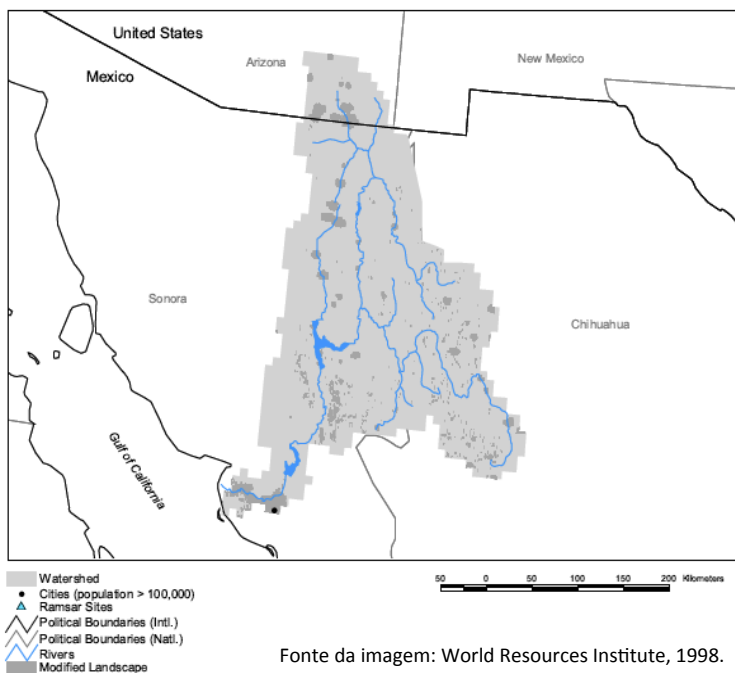 United States
Arizona
New Mexico
Mexico
Sonora
Chihuahua
Gulf of California
Watershed
Cities (population > 100,000)
Ramsar Sites
Political Boundaries (Intl.)
Political Boundaries (Natl.)
Rivers
Modified Landscape
50 0 50 100 150 200 Kilometers
Fonte da imagem: World Resources Institute, 1998.